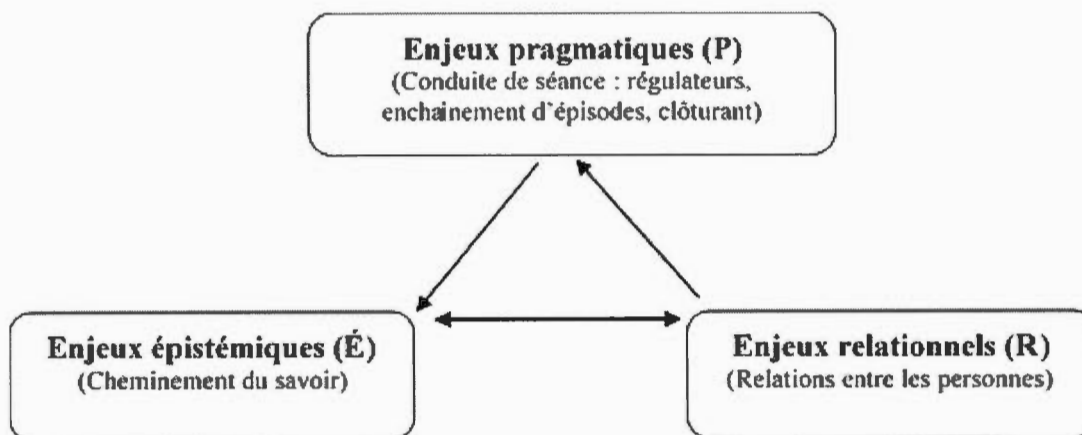 Enjeux pragmatiques (P)
(Conduite de séance : régulateurs,
enchainement d`épisodes, clôturant)
Enjeux épistémiques (É)
(Cheminement du savoir)
Enjeux relationnels (R)
(Relations entre les personnes)